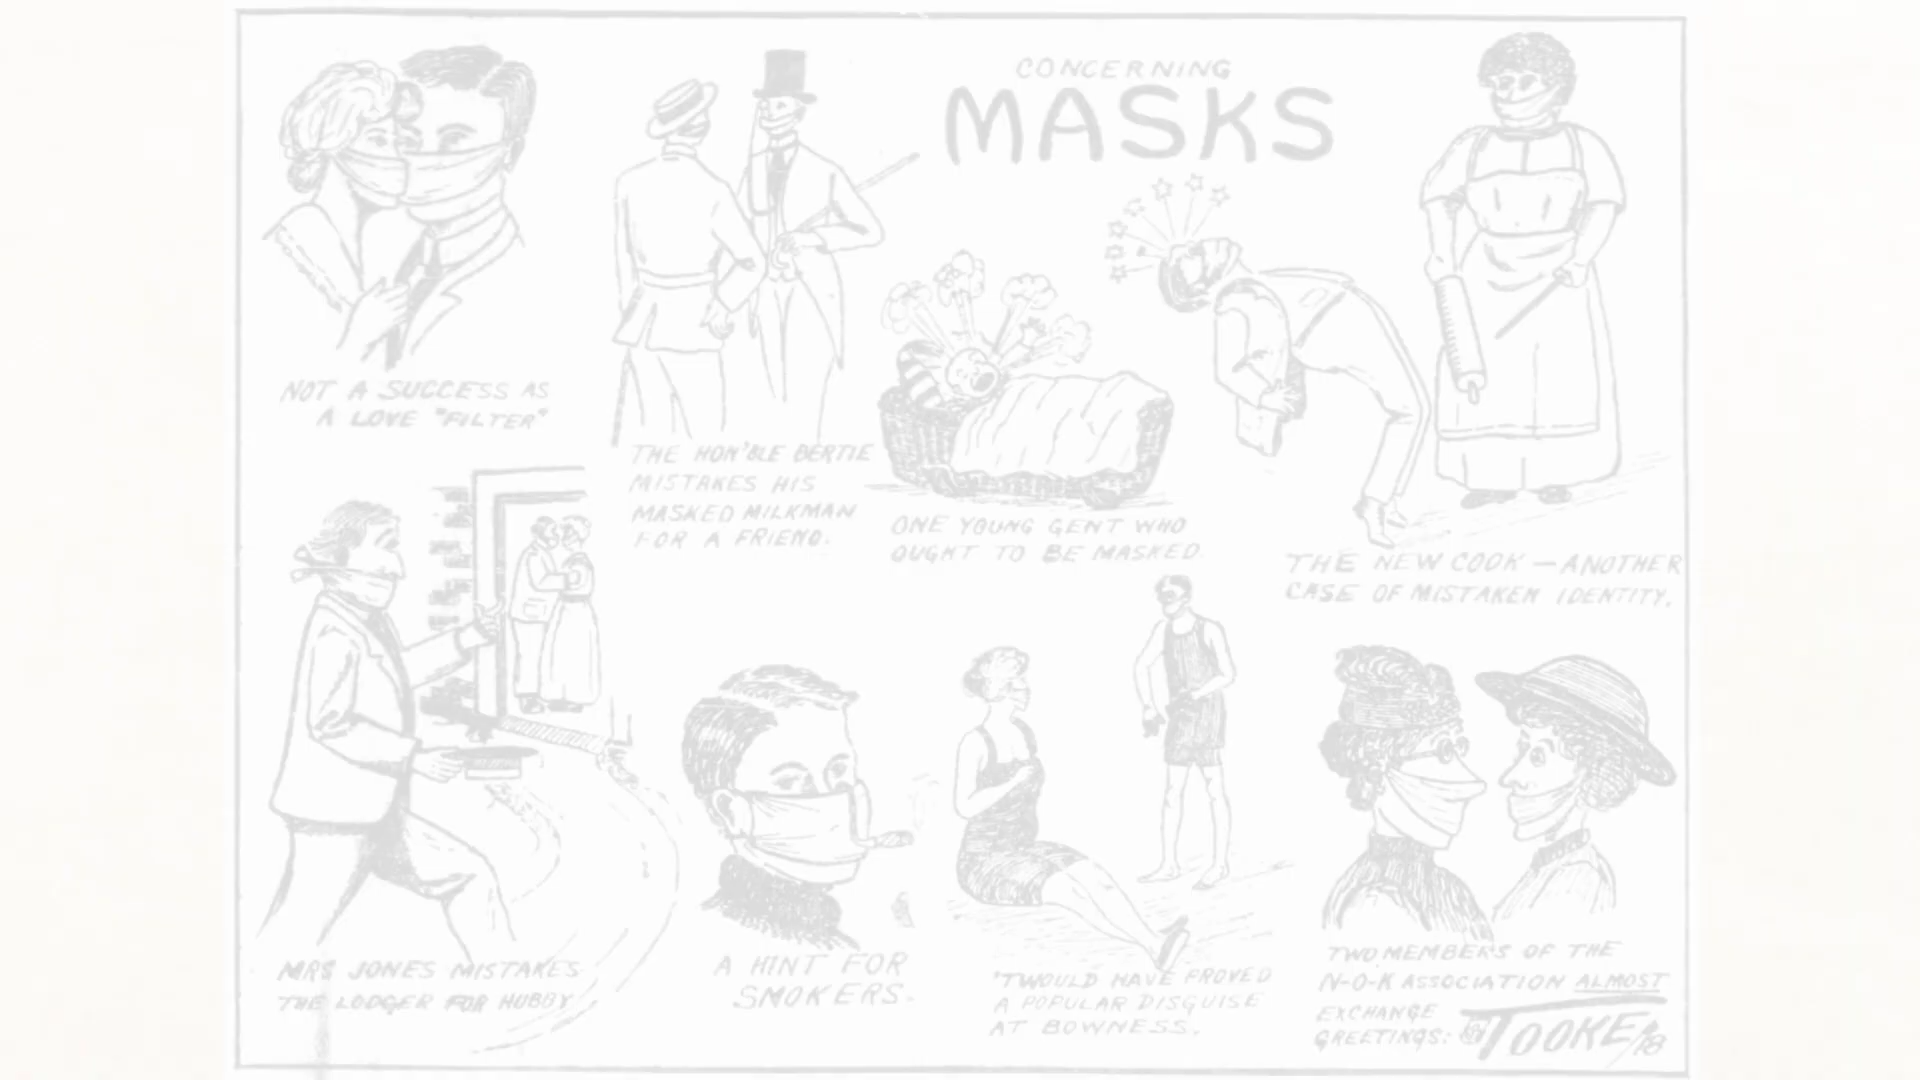 CONCERNING
MASKS
NOT A SUCCESS AS
A LOVE "FILTER"
THE HON'BLE BERTIE
MISTAKES HIS
MASKED MILKMAN
FOR A FRIEND.
ONE YOUNG GENT WHO
OUGHT TO BE MASKED
THE NEW COOK — ANOTHER
CASE OF MISTAKEN IDENTITY.
MRS JONES MISTAKES
THE LODGER FOR HUBBY
A HINT FOR
SMOKERS.
'TWOULD HAVE PROVED
A POPULAR DISGUISE
AT BOWNESS.
TWO MEMBERS OF THE
N-O-K ASSOCIATION ALMOST
EXCHANGE
GREETINGS:
TOOKE/18